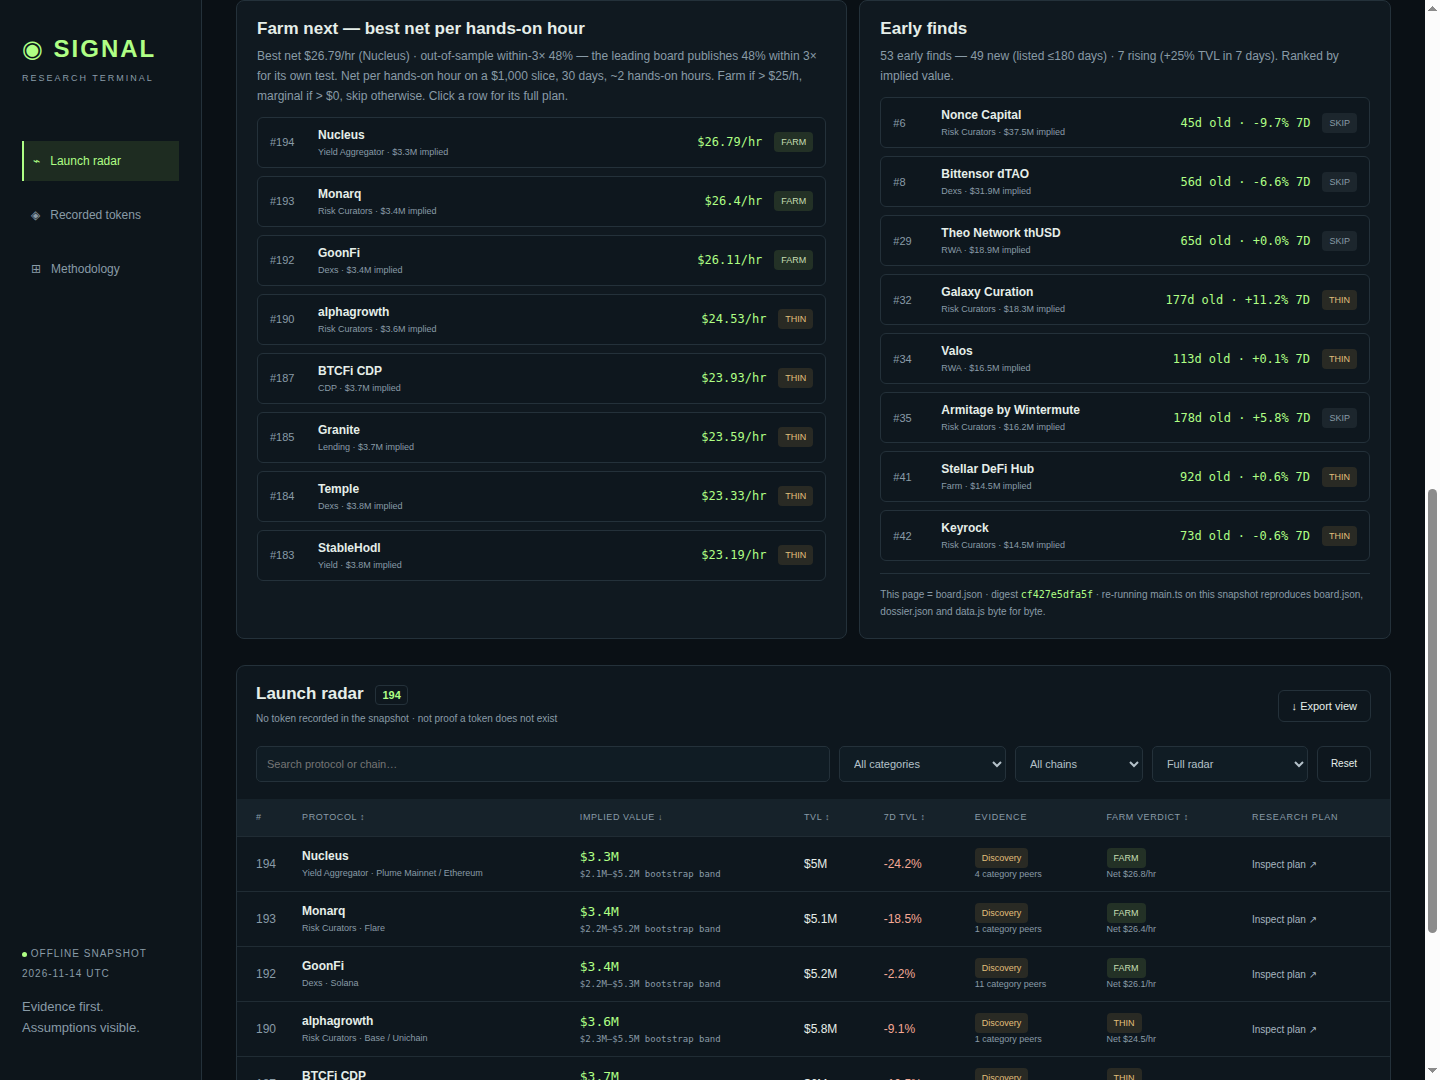 ◉ SIGNAL
RESEARCH TERMINAL
⌁ Launch radar
◈ Recorded tokens
⊞ Methodology
OFFLINE SNAPSHOT
2026-11-14 UTC
Evidence first.
Assumptions visible.
Farm next — best net per hands-on hour
Best net $26.79/hr (Nucleus) · out-of-sample within-3× 48% — the leading board publishes 48% within 3×
for its own test. Net per hands-on hour on a $1,000 slice, 30 days, ~2 hands-on hours. Farm if > $25/h,
marginal if > $0, skip otherwise. Click a row for its full plan.
#194 Nucleus $26.79/hr FARM
Yield Aggregator · $3.3M implied
#193 Monarq $26.4/hr FARM
Risk Curators · $3.4M implied
#192 GoonFi $26.11/hr FARM
Dexs · $3.4M implied
#190 alphagrowth $24.53/hr THIN
Risk Curators · $3.6M implied
#187 BTCFi CDP $23.93/hr THIN
CDP · $3.7M implied
#185 Granite $23.59/hr THIN
Lending · $3.7M implied
#184 Temple $23.33/hr THIN
Dexs · $3.8M implied
#183 StableHodl $23.19/hr THIN
Yield · $3.8M implied
Early finds
53 early finds — 49 new (listed ≤180 days) · 7 rising (+25% TVL in 7 days). Ranked by
implied value.
#6 Nonce Capital 45d old · -9.7% 7D SKIP
Risk Curators · $37.5M implied
#8 Bittensor dTAO 56d old · -6.6% 7D SKIP
Dexs · $31.9M implied
#29 Theo Network thUSD 65d old · +0.0% 7D SKIP
RWA · $18.9M implied
#32 Galaxy Curation 177d old · +11.2% 7D THIN
Risk Curators · $18.3M implied
#34 Valos 113d old · +0.1% 7D THIN
RWA · $16.5M implied
#35 Armitage by Wintermute 178d old · +5.8% 7D SKIP
Risk Curators · $16.2M implied
#41 Stellar DeFi Hub 92d old · +0.6% 7D THIN
Farm · $14.5M implied
#42 Keyrock 73d old · -0.6% 7D THIN
Risk Curators · $14.5M implied
This page = board.json · digest cf427e5dfa5f · re-running main.ts on this snapshot reproduces board.json,
dossier.json and data.js byte for byte.
Launch radar 194
No token recorded in the snapshot · not proof a token does not exist
↓ Export view
Search protocol or chain… All categories All chains Full radar Reset
# PROTOCOL ↕ IMPLIED VALUE ↓ TVL ↕ 7D TVL ↕ EVIDENCE FARM VERDICT ↕ RESEARCH PLAN
194 Nucleus $3.3M $5M -24.2% Discovery FARM Inspect plan ↗
Yield Aggregator · Plume Mainnet / Ethereum $2.1M–$5.2M bootstrap band 4 category peers Net $26.8/hr
193 Monarq $3.4M $5.1M -18.5% Discovery FARM Inspect plan ↗
Risk Curators · Flare $2.2M–$5.2M bootstrap band 1 category peers Net $26.4/hr
192 GoonFi $3.4M $5.2M -2.2% Discovery FARM Inspect plan ↗
Dexs · Solana $2.2M–$5.3M bootstrap band 11 category peers Net $26.1/hr
190 alphagrowth $3.6M $5.8M -9.1% Discovery THIN Inspect plan ↗
Risk Curators · Base / Unichain $2.3M–$5.5M bootstrap band 1 category peers Net $24.5/hr
BTCFi CDP $3.7M Discovery THIN